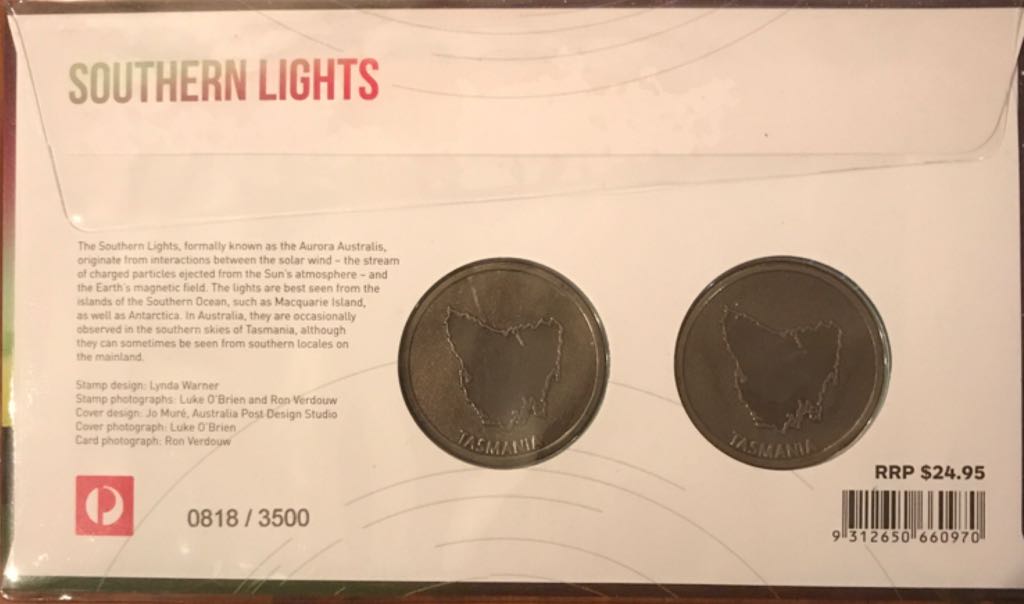 SOUTHERN LIGHTS
The Southern Lights, formally known as the Aurora Australis,
originate from interactions between the solar wind – the stream
of charged particles ejected from the Sun's atmosphere – and
the Earth's magnetic field. The lights are best seen from the
islands of the Southern Ocean, such as Macquarie Island,
as well as Antarctica. In Australia, they are occasionally
observed in the southern skies of Tasmania, although
they can sometimes be seen from southern locales on
the mainland.
Stamp design: Lynda Warner
Stamp photographs: Luke O'Brien and Ron Verdouw
Cover design: Jo Muré, Australia Post Design Studio
Cover photograph: Luke O'Brien
Card photograph: Ron Verdouw
TASMANIA
TASMANIA
0818 / 3500
RRP $24.95
9 312650 660970